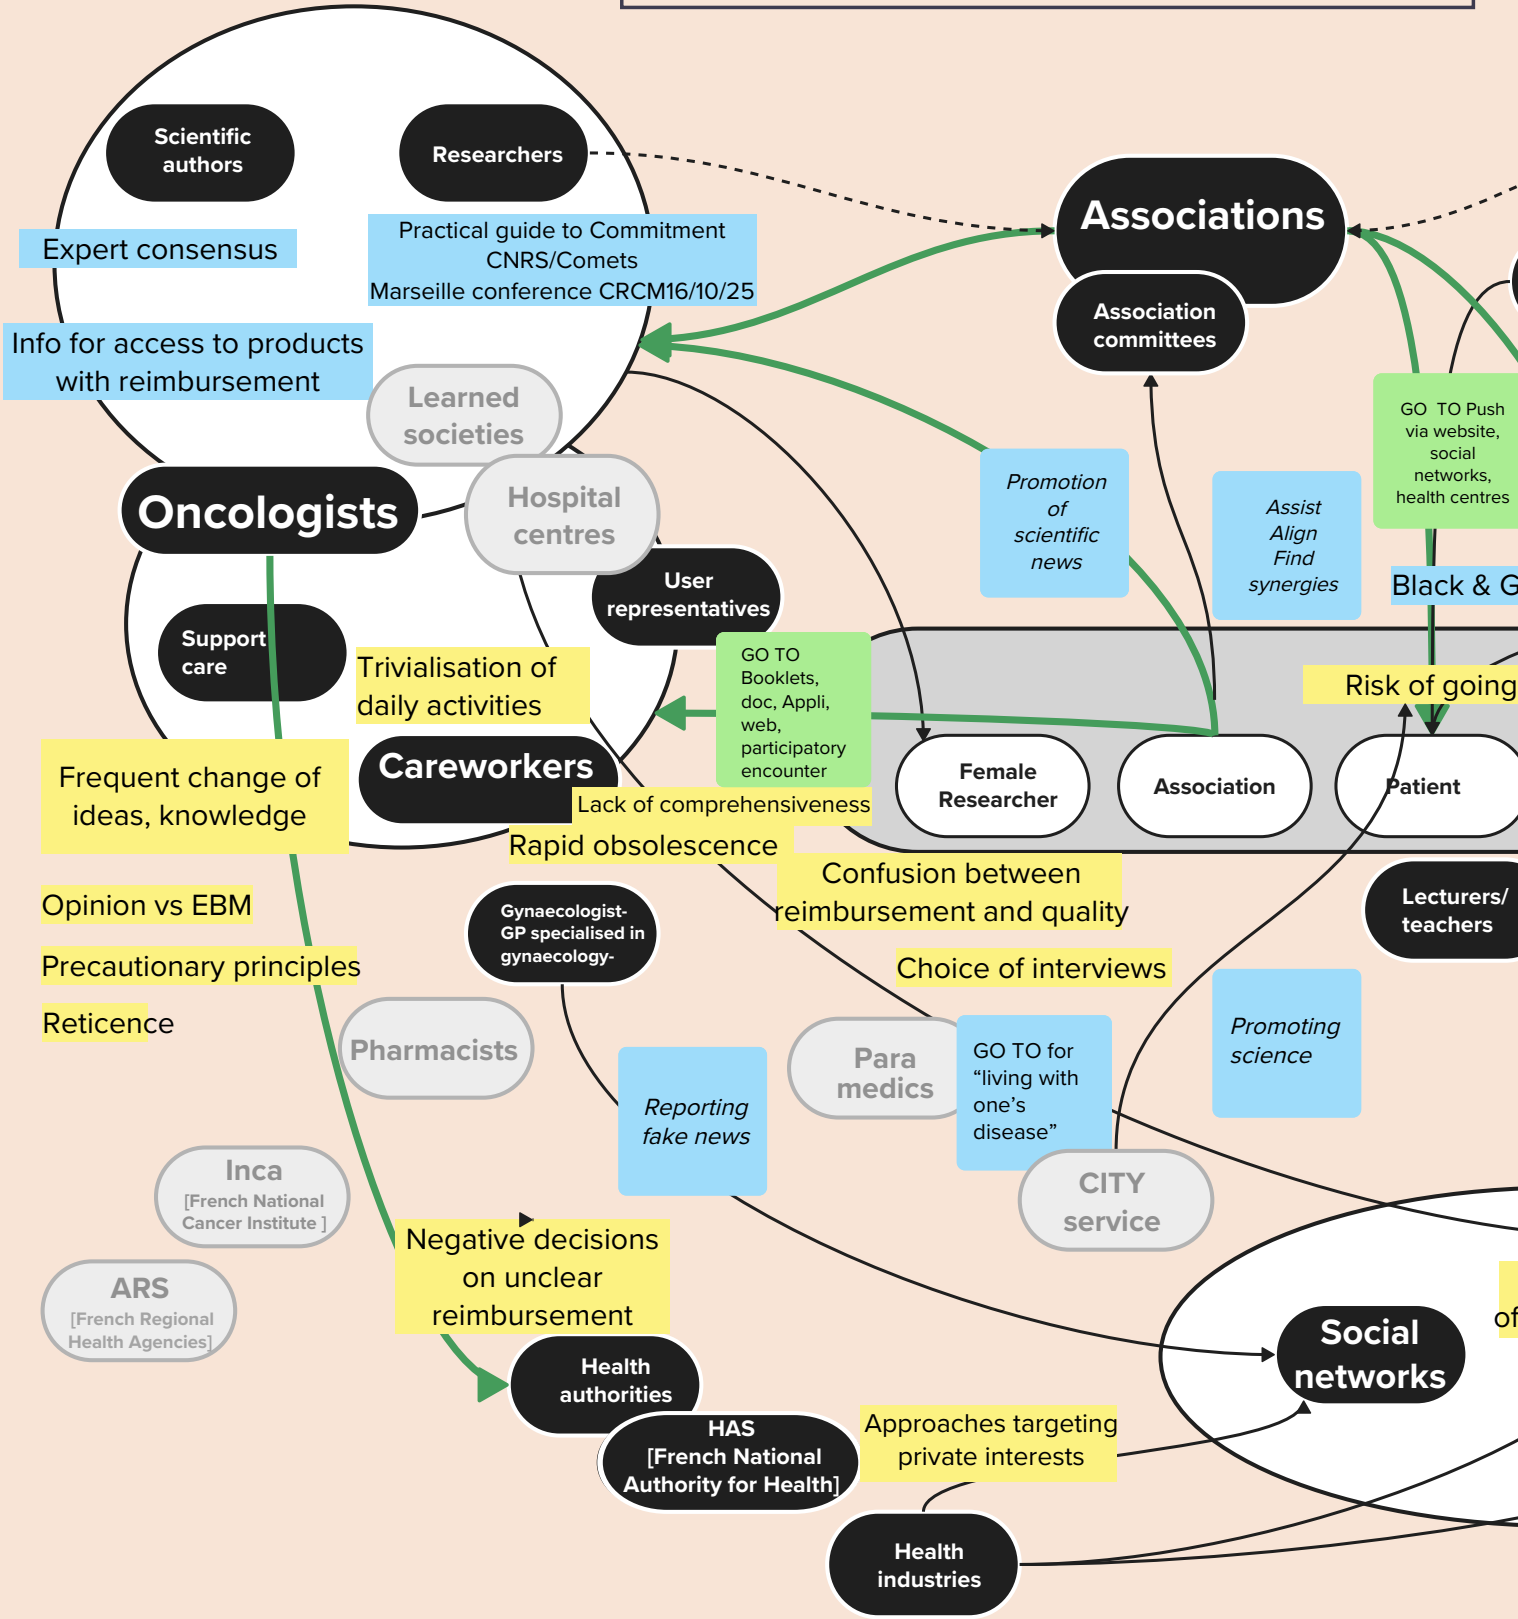 Scientific
authors
Researchers
Expert consensus
Practical guide to Commitment
CNRS/Comets
Marseille conference CRCM16/10/25
Info for access to products
with reimbursement
Learned
societies
Associations
Association
committees
GO TO Push
via website,
social
networks,
health centres
Oncologists
Hospital
centres
Promotion
of
scientific
news
Assist
Align
Find
synergies
Black & G
User
representatives
Support
care
Trivialisation of
daily activities
GO TO
Booklets,
doc, Appli,
web,
participatory
encounter
Risk of going
Careworkers
Female
Researcher
Association
Patient
Frequent change of
ideas, knowledge
Lack of comprehensiveness
Rapid obsolescence
Confusion between
reimbursement and quality
Lecturers/
teachers
Opinion vs EBM
Gynaecologist-
GP specialised in
gynaecology-
Precautionary principles
Choice of interviews
Reticence
Pharmacists
Para
medics
GO TO for
“living with
one’s
disease”
Promoting
science
Reporting
fake news
Inca
[French National
Cancer Institute ]
CITY
service
Negative decisions
on unclear
reimbursement
ARS
[French Regional
Health Agencies]
of
Social
networks
Health
authorities
HAS
[French National
Authority for Health]
Approaches targeting
private interests
Health
industries